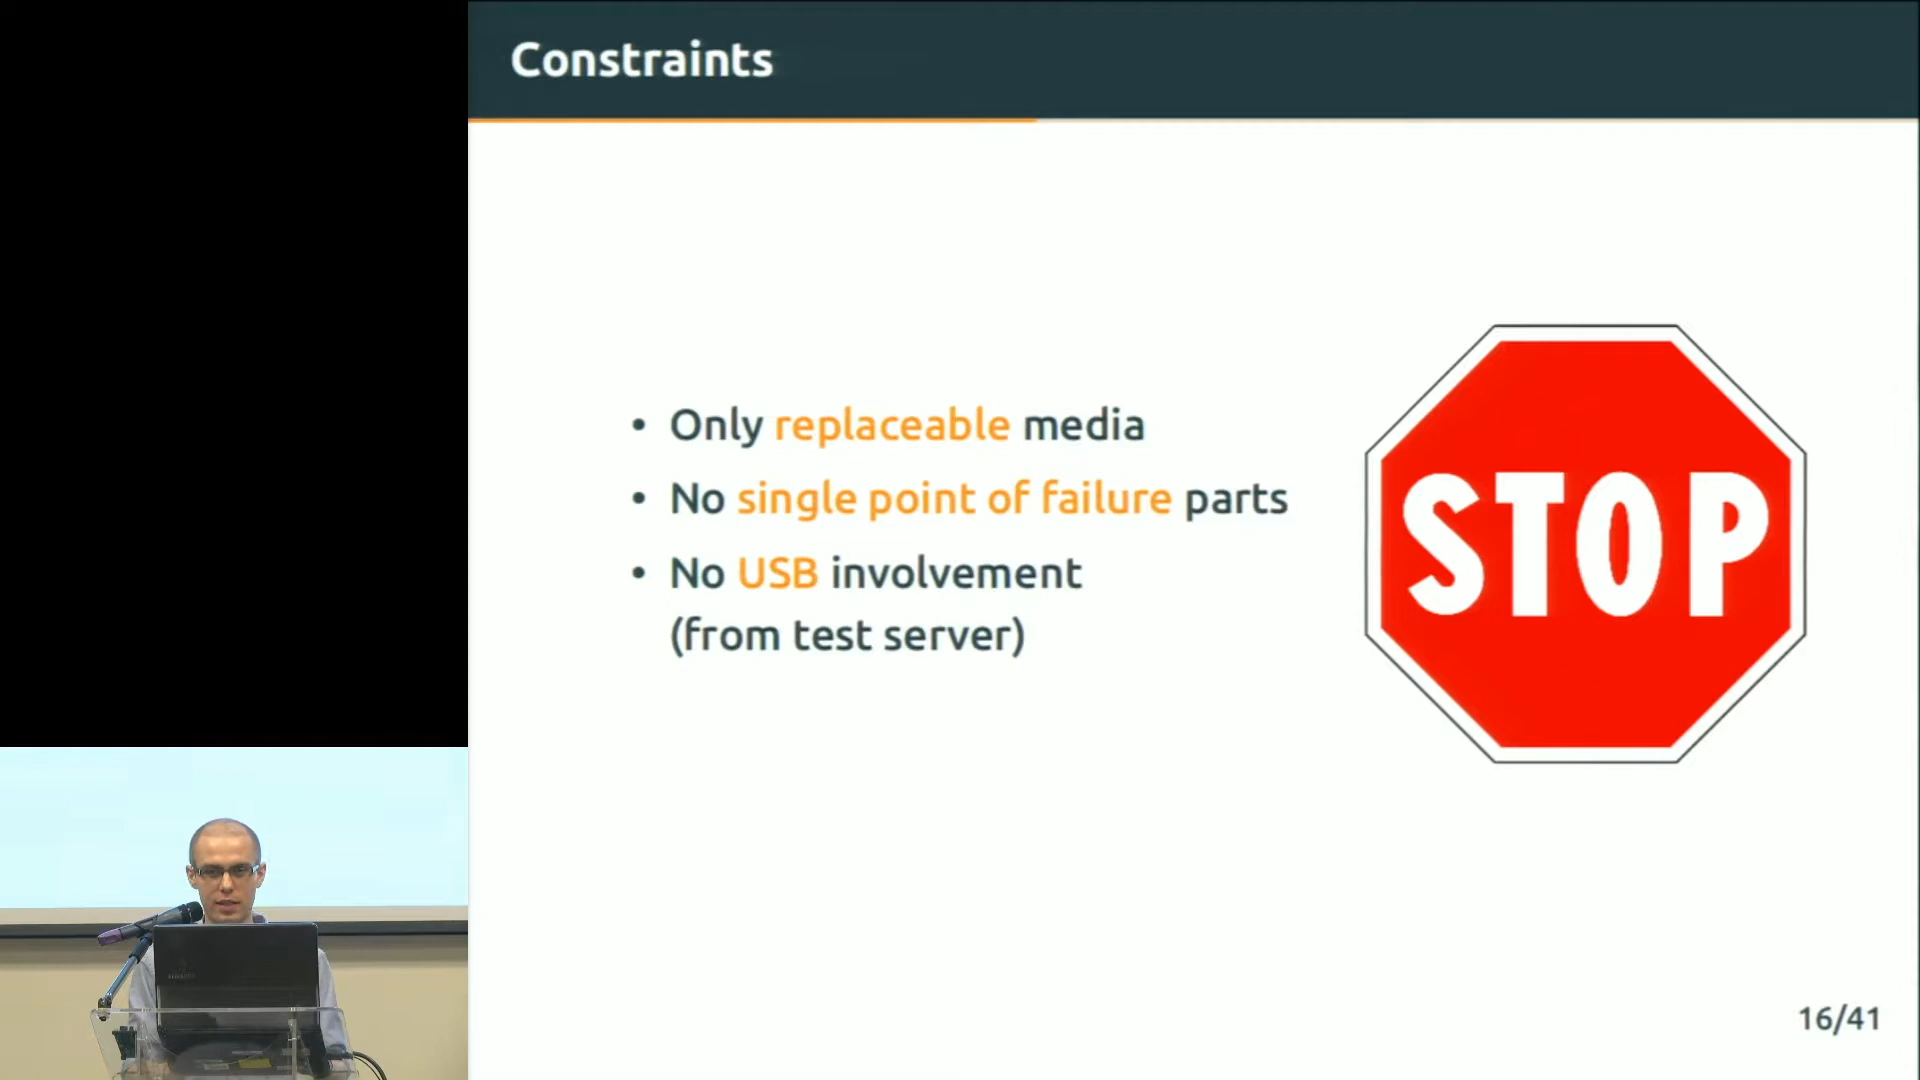 Constraints
• Only replaceable media
• No single point of failure parts
• No USB involvement
(from test server)
STOP
16/41